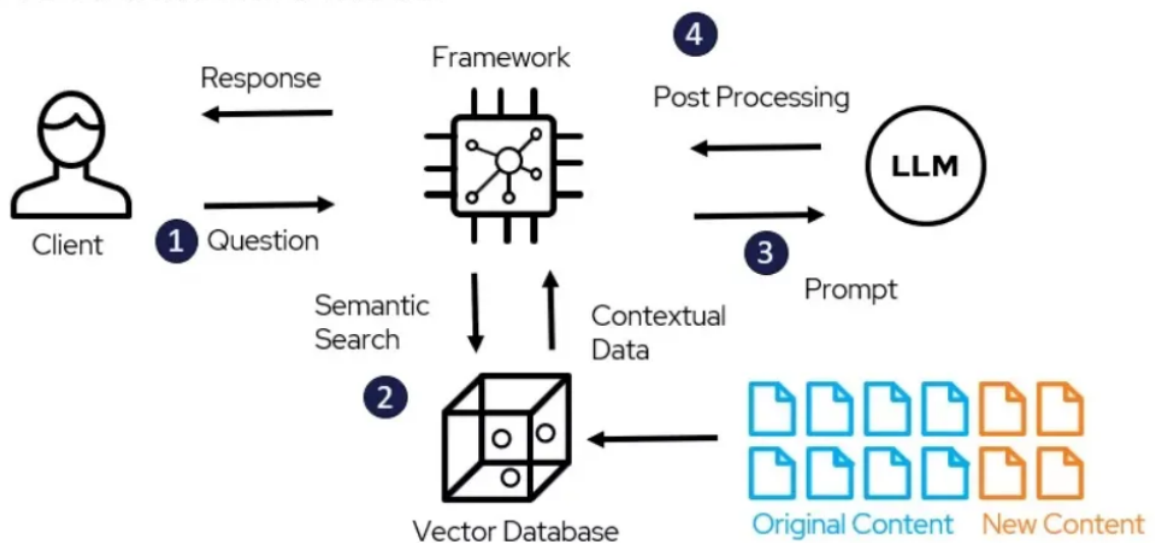 4
Framework
Response
Post Processing
LLM
Client
1 Question
3
Prompt
Semantic
Search
Contextual
Data
2
Vector Database
Original Content New Content